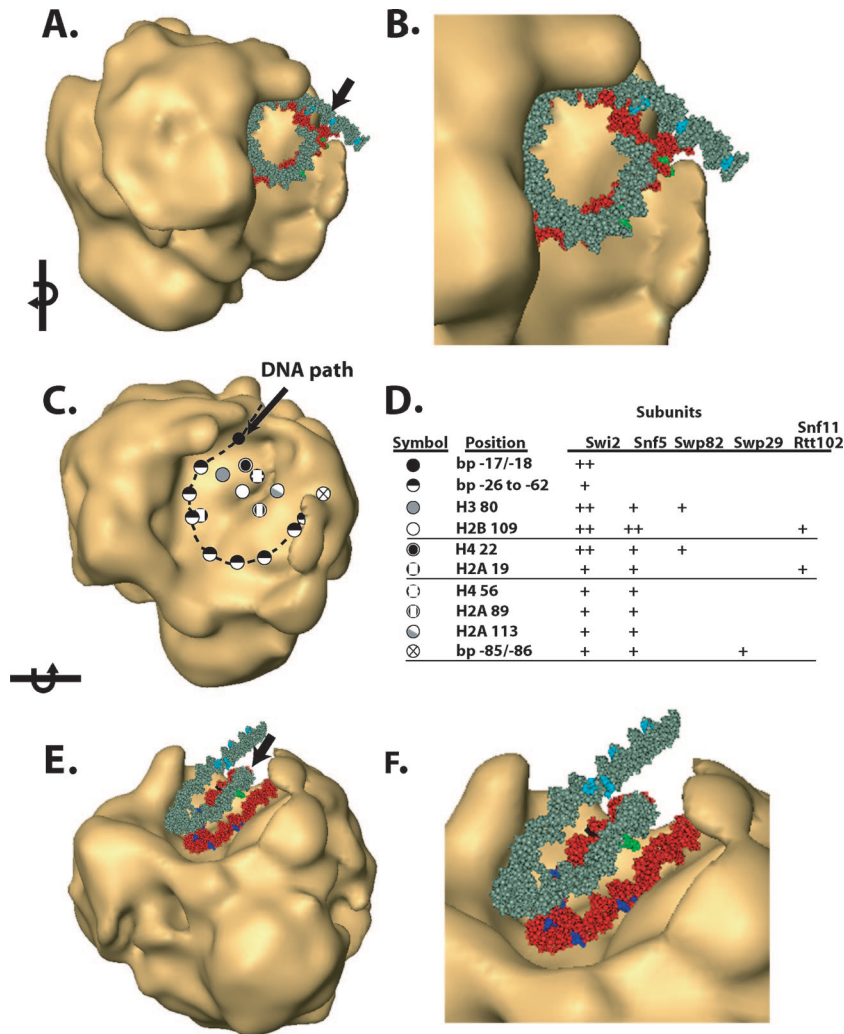 A.
B.
C.
DNA path
D.
Subunits
Symbol Position Swi2 Snf5 Swp82 Swp29 Snf11 Rtt102
bp -17/-18 ++
bp -26 to -62 +
H3 80 ++ + +
H2B 109 ++ ++ +
H4 22 ++ + +
H2A 19 + + +
H4 56 + +
H2A 89 + +
H2A 113 + +
bp -85/-86 + + +
E.
F.